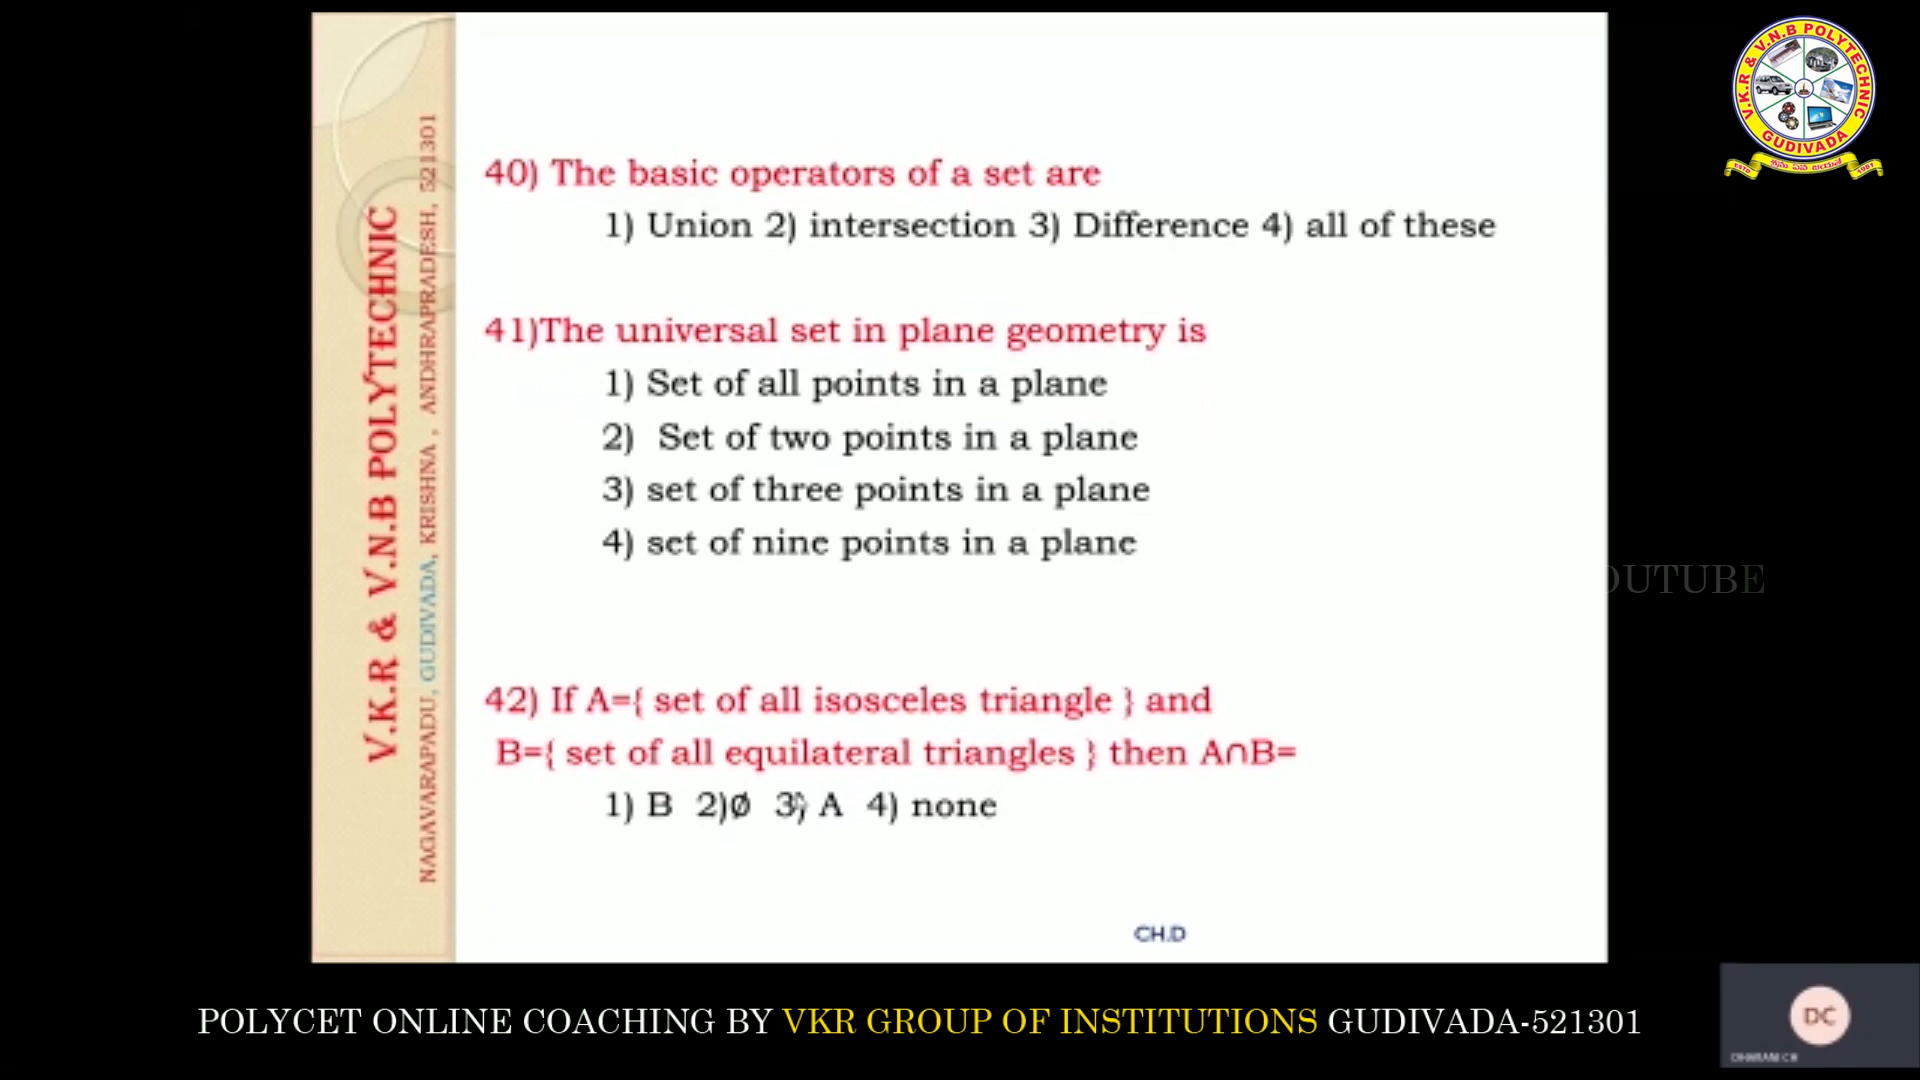 V.K.R & V.N.B POLYTECHNIC
NAGAVARAPADU, GUDIVADA, KRISHNA , ANDHRAPRADESH, 521301
40) The basic operators of a set are
1) Union 2) intersection 3) Difference 4) all of these
41)The universal set in plane geometry is
1) Set of all points in a plane
2) Set of two points in a plane
3) set of three points in a plane
4) set of nine points in a plane
42) If A={ set of all isosceles triangle } and
B={ set of all equilateral triangles } then A∩B=
1) B 2)∅ 3) A 4) none
CH.D
V.K.R & V.N.B POLYTECHNIC
GUDIVADA
OUTUBE
POLYCET ONLINE COACHING BY VKR GROUP OF INSTITUTIONS GUDIVADA-521301
DC
DHARANI CH